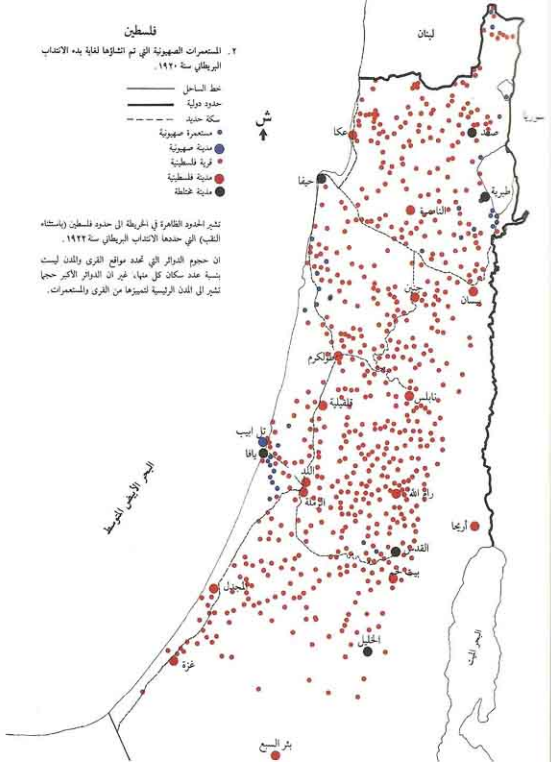 فلسطين
٢. المستعمرات الصهيونية التي تم انشاؤها لغاية بدء الانتداب
البريطاني سنة ١٩٢٠.
خط الساحل
حدود دولية
سكة حديد
مستعمرة صهيونية
مدينة صهيونية
قرية فلسطينية
مدينة فلسطينية
مدينة مختلطة
تشير الحدود الظاهرة في الخريطة الى حدود فلسطين (باستثناء
النقب) التي حددها الانتداب البريطاني سنة ١٩٢٢.
ان حجوم الدوائر التي تحدد مواقع القرى والمدن ليست
بنسبة عدد سكان كل منها، غير ان الدوائر الأكبر حجما
تشير الى المدن الرئيسية لتمييزها من القرى والمستعمرات.
ش
لبنان
سوريا
عكا
صفد
حيفا
طبرية
الناصرة
جنين
بيسان
طولكرم
نابلس
قلقيلية
تل ابيب
يافا
اللد
الرملة
رام الله
أريحا
القدس
بيت لحم
المجدل
الخليل
غزة
بئر السبع
البحر الأبيض المتوسط
البحر الميت